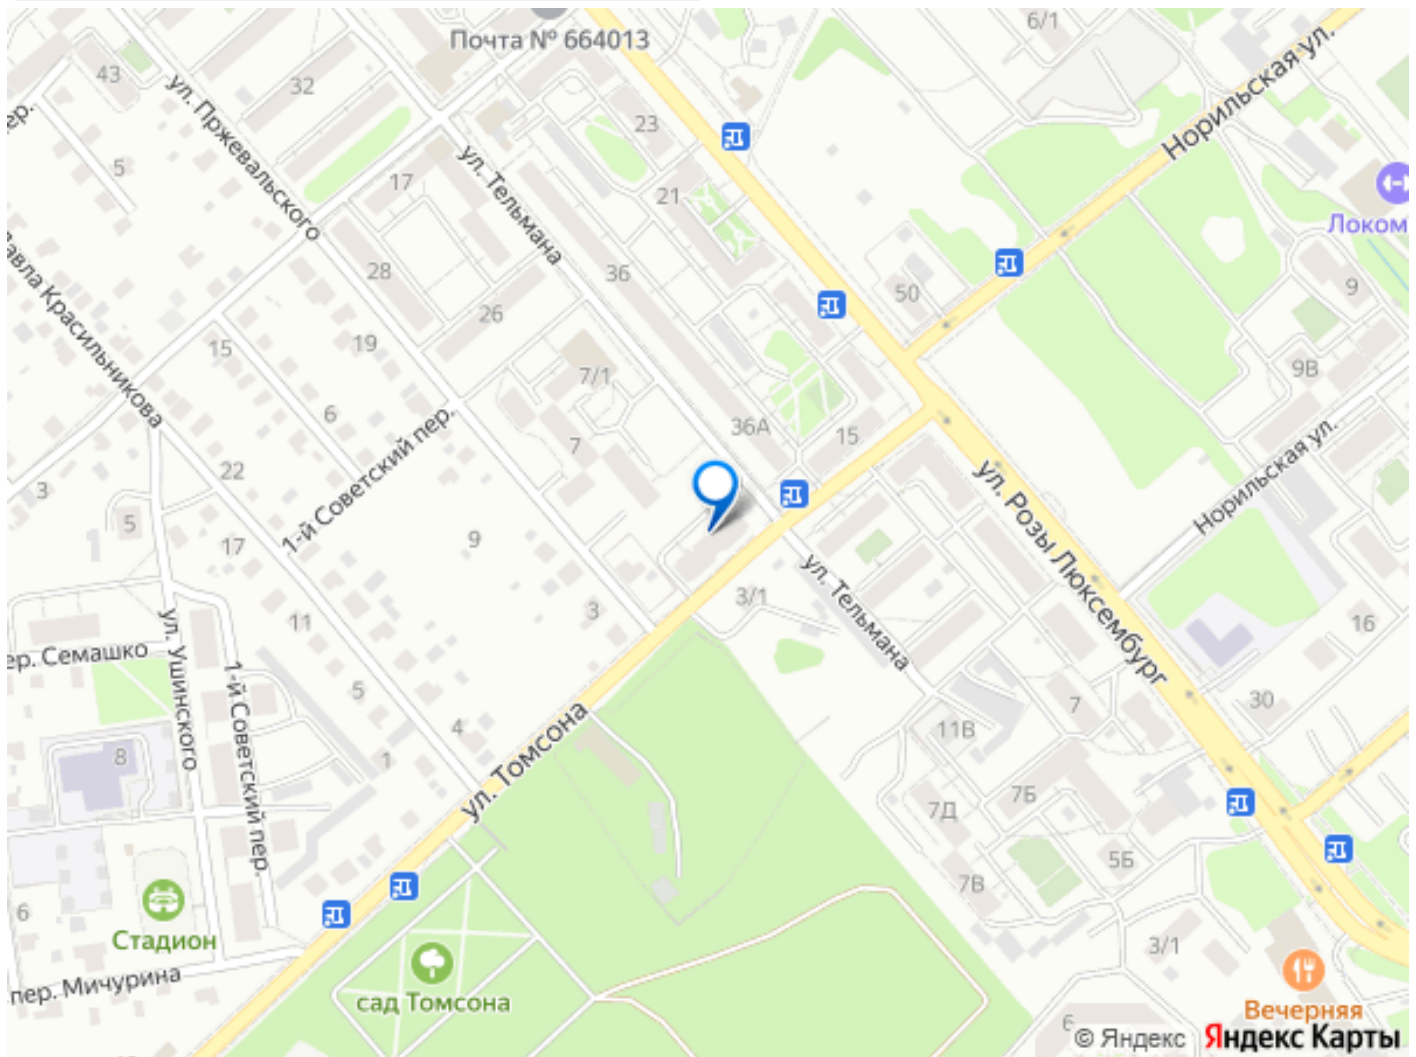 6/1
Почта № 664013
43
32
ул. Пржевальского
Норильская ул.
23
5
ул. Тельмана
17
21
Локом
авла Красильникова
28
36
50
9
26
15
19
7/1
9В
6
36А
15
1-й Советский пер.
7
22
3
ул. Розы Люксембург
Норильская ул.
5
17
9
ул. Тельмана
3/1
3
11
16
ул. Ушинского
ер. Семашко
1-й Советский пер.
5
4
7
30
11В
8
1
ул. Томсона
7Б
7Д
5Б
7В
6
Стадион
3/1
пер. Мичурина
сад Томсона
Вечерняя
6
© Яндекс
Яндекс Карты